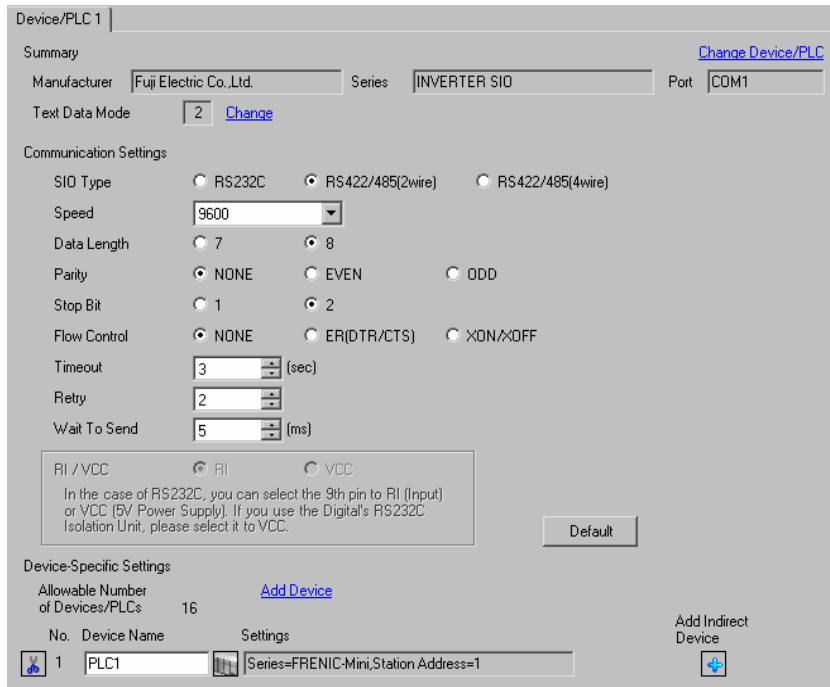 Device/PLC 1
Summary Change Device/PLC
Manufacturer Fuji Electric Co.,Ltd. Series INVERTER SIO Port COM1
Text Data Mode 2 Change
Communication Settings
SIO Type RS232C RS422/485(2wire) RS422/485(4wire)
Speed 9600
Data Length 7 8
Parity NONE EVEN ODD
Stop Bit 1 2
Flow Control NONE ER(DTR/CTS) XON/XOFF
Timeout 3 (sec)
Retry 2
Wait To Send 5 (ms)
RI / VCC RI VCC
In the case of RS232C, you can select the 9th pin to RI (Input)
or VCC (5V Power Supply). If you use the Digital's RS232C
Isolation Unit, please select it to VCC.
Default
Device-Specific Settings
Allowable Number Add Device
of Devices/PLCs 16
Add Indirect
No. Device Name Settings Device
1 PLC1 Series=FRENIC-Mini,Station Address=1